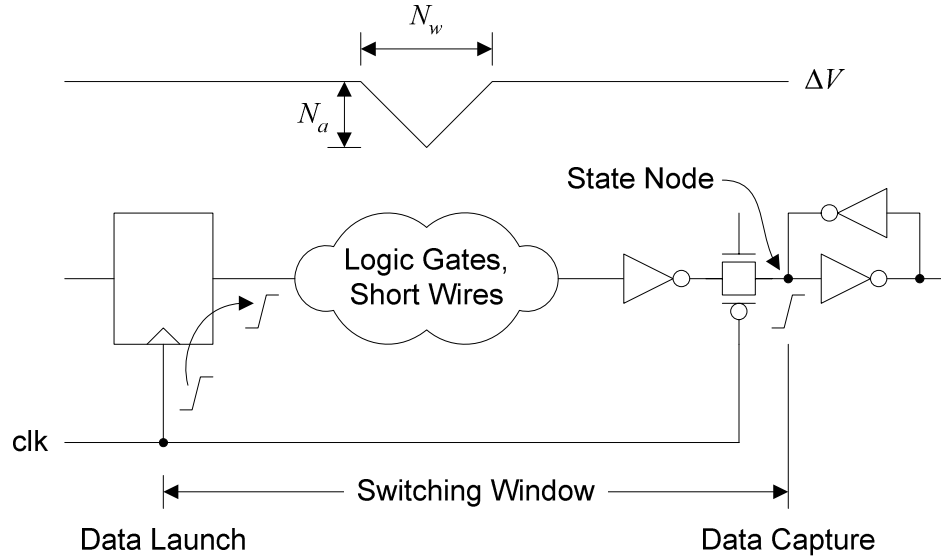 N_w
ΔV
N_a
State Node
Logic Gates,
Short Wires
clk
Switching Window
Data Launch
Data Capture